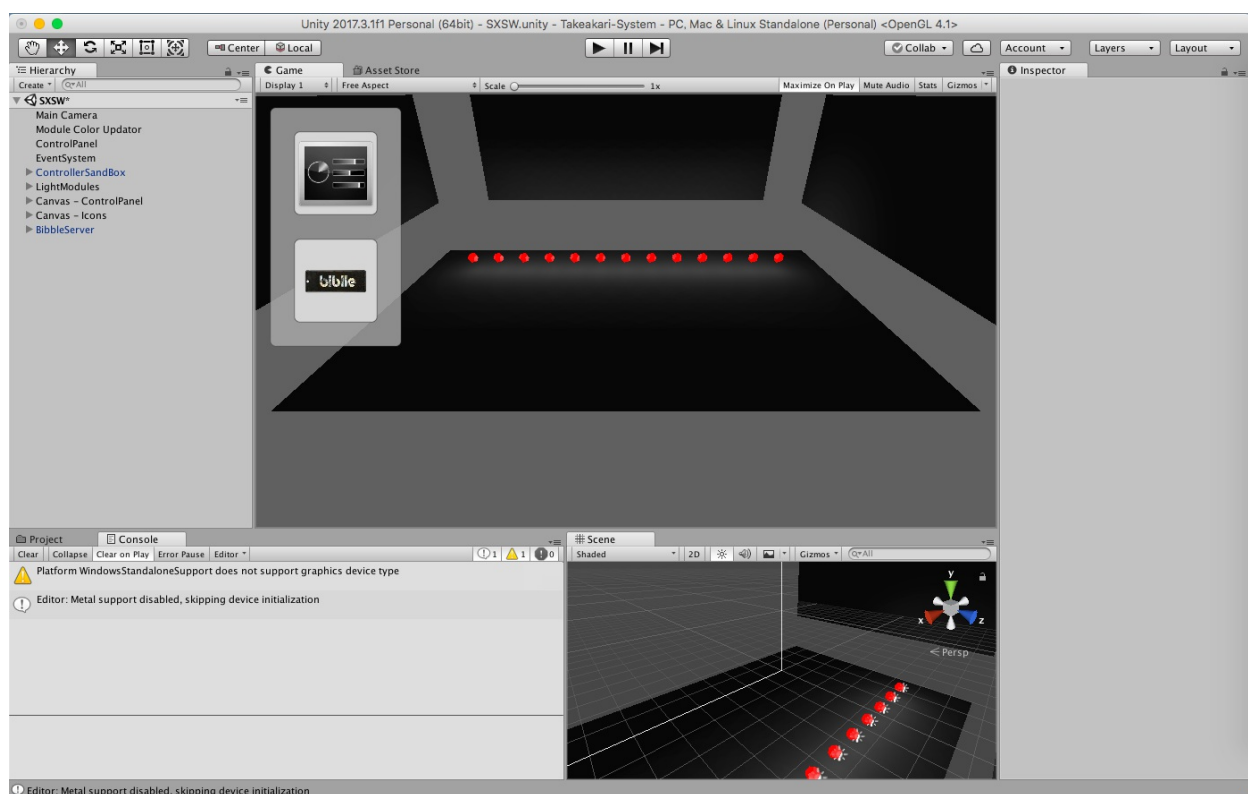 Unity 2017.3.1f1 Personal (64bit) - SXSW.unity - Takeakari-System - PC, Mac & Linux Standalone (Personal) <OpenGL 4.1>
Center Local Collab Account Layers Layout
Hierarchy
Create All
SXSW*
Main Camera
Module Color Updator
ControlPanel
EventSystem
ControllerSandBox
LightModules
Canvas - ControlPanel
Canvas - Icons
BibbleServer
Game Asset Store
Display 1 Free Aspect Scale 1x Maximize On Play Mute Audio Stats Gizmos
Inspector
Project Console
Clear Collapse Clear on Play Error Pause Editor 1 1 0
Platform WindowsStandaloneSupport does not support graphics device type
Editor: Metal support disabled, skipping device initialization
Scene
Shaded 2D Gizmos All
y
x z
Persp
Editor: Metal support disabled, skipping device initialization